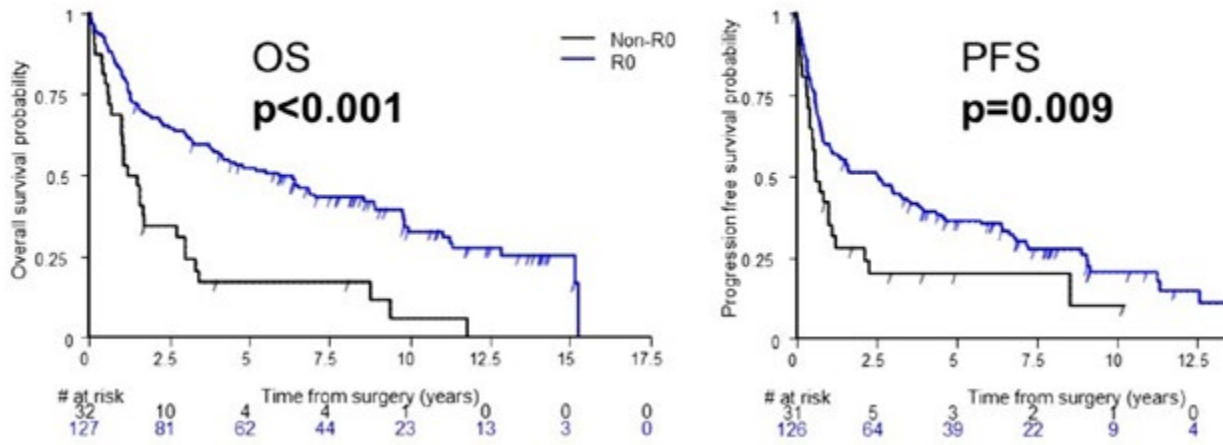 Overall survival probability
1
0.75
0.5
0.25
0
OS
p<0.001
Non-R0
R0
0 2.5 5 7.5 10 12.5 15 17.5
# at risk Time from surgery (years)
32 10 4 4 1 0 0 0
127 81 62 44 23 13 3 0
Progression free survival probability
1
0.75
0.5
0.25
0
PFS
p=0.009
0 2.5 5 7.5 10 12.5
# at risk Time from surgery (years)
31 5 3 2 1 0
126 64 39 22 9 4